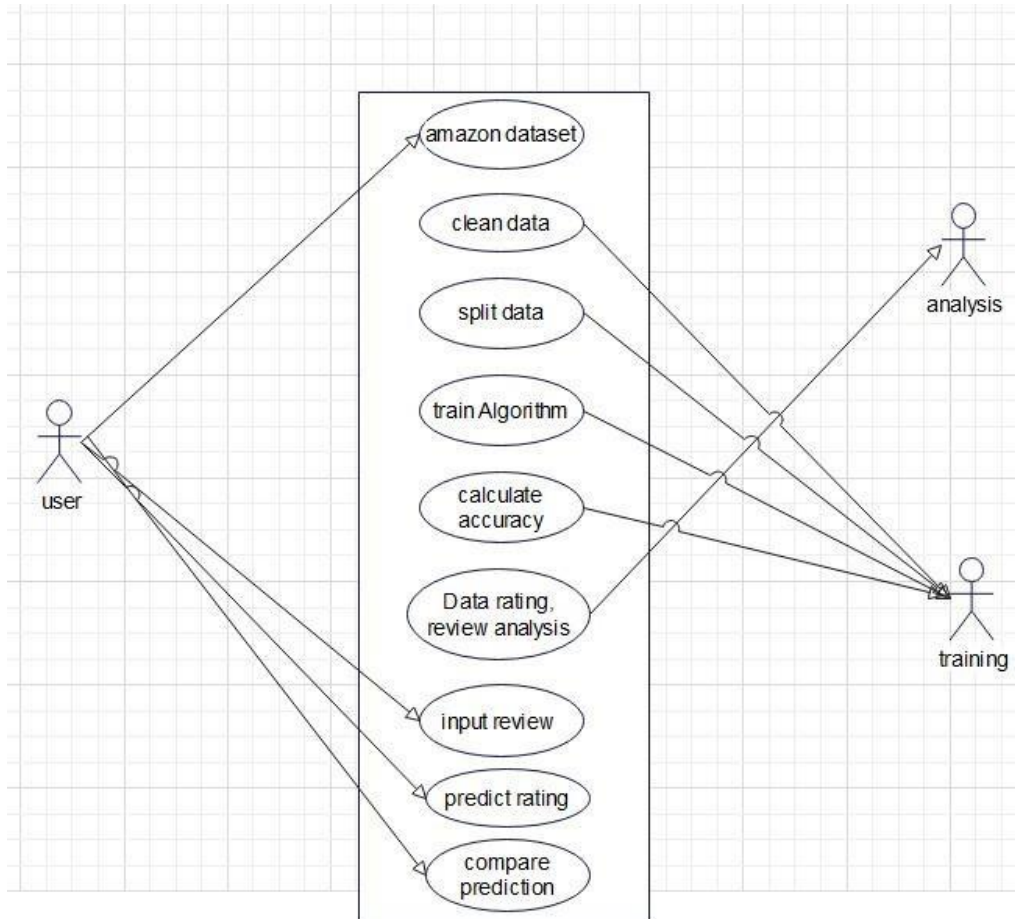 amazon dataset
clean data
split data
train Algorithm
calculate
accuracy
Data rating,
review analysis
input review
predict rating
compare
prediction
user
analysis
training